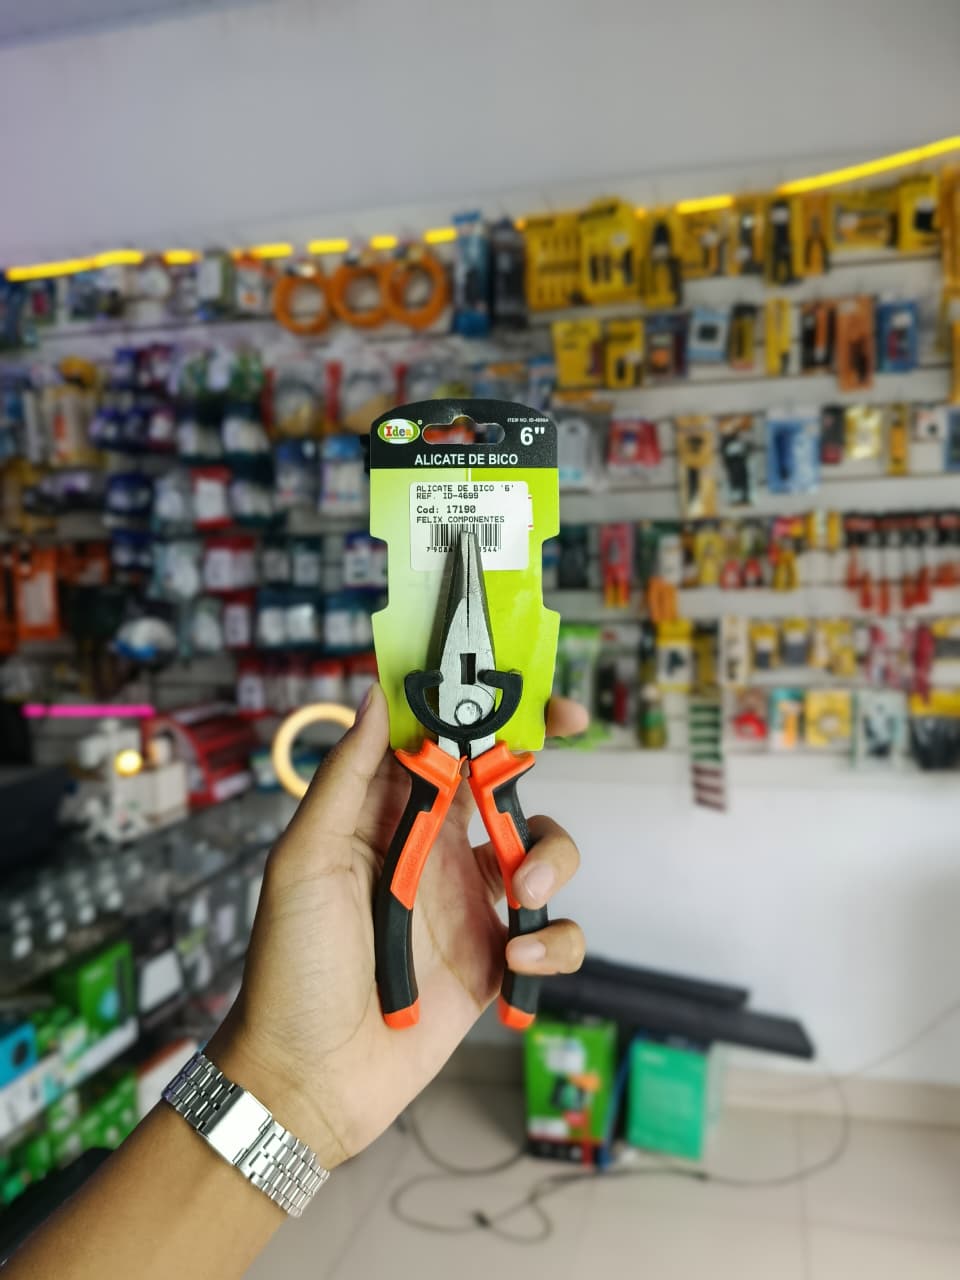 Idea
ITEM NO. ID-4699A
6"
ALICATE DE BICO
ALICATE DE BICO '6'
REF. ID-4699
Cod: 17190
FELIX COMPONENTES